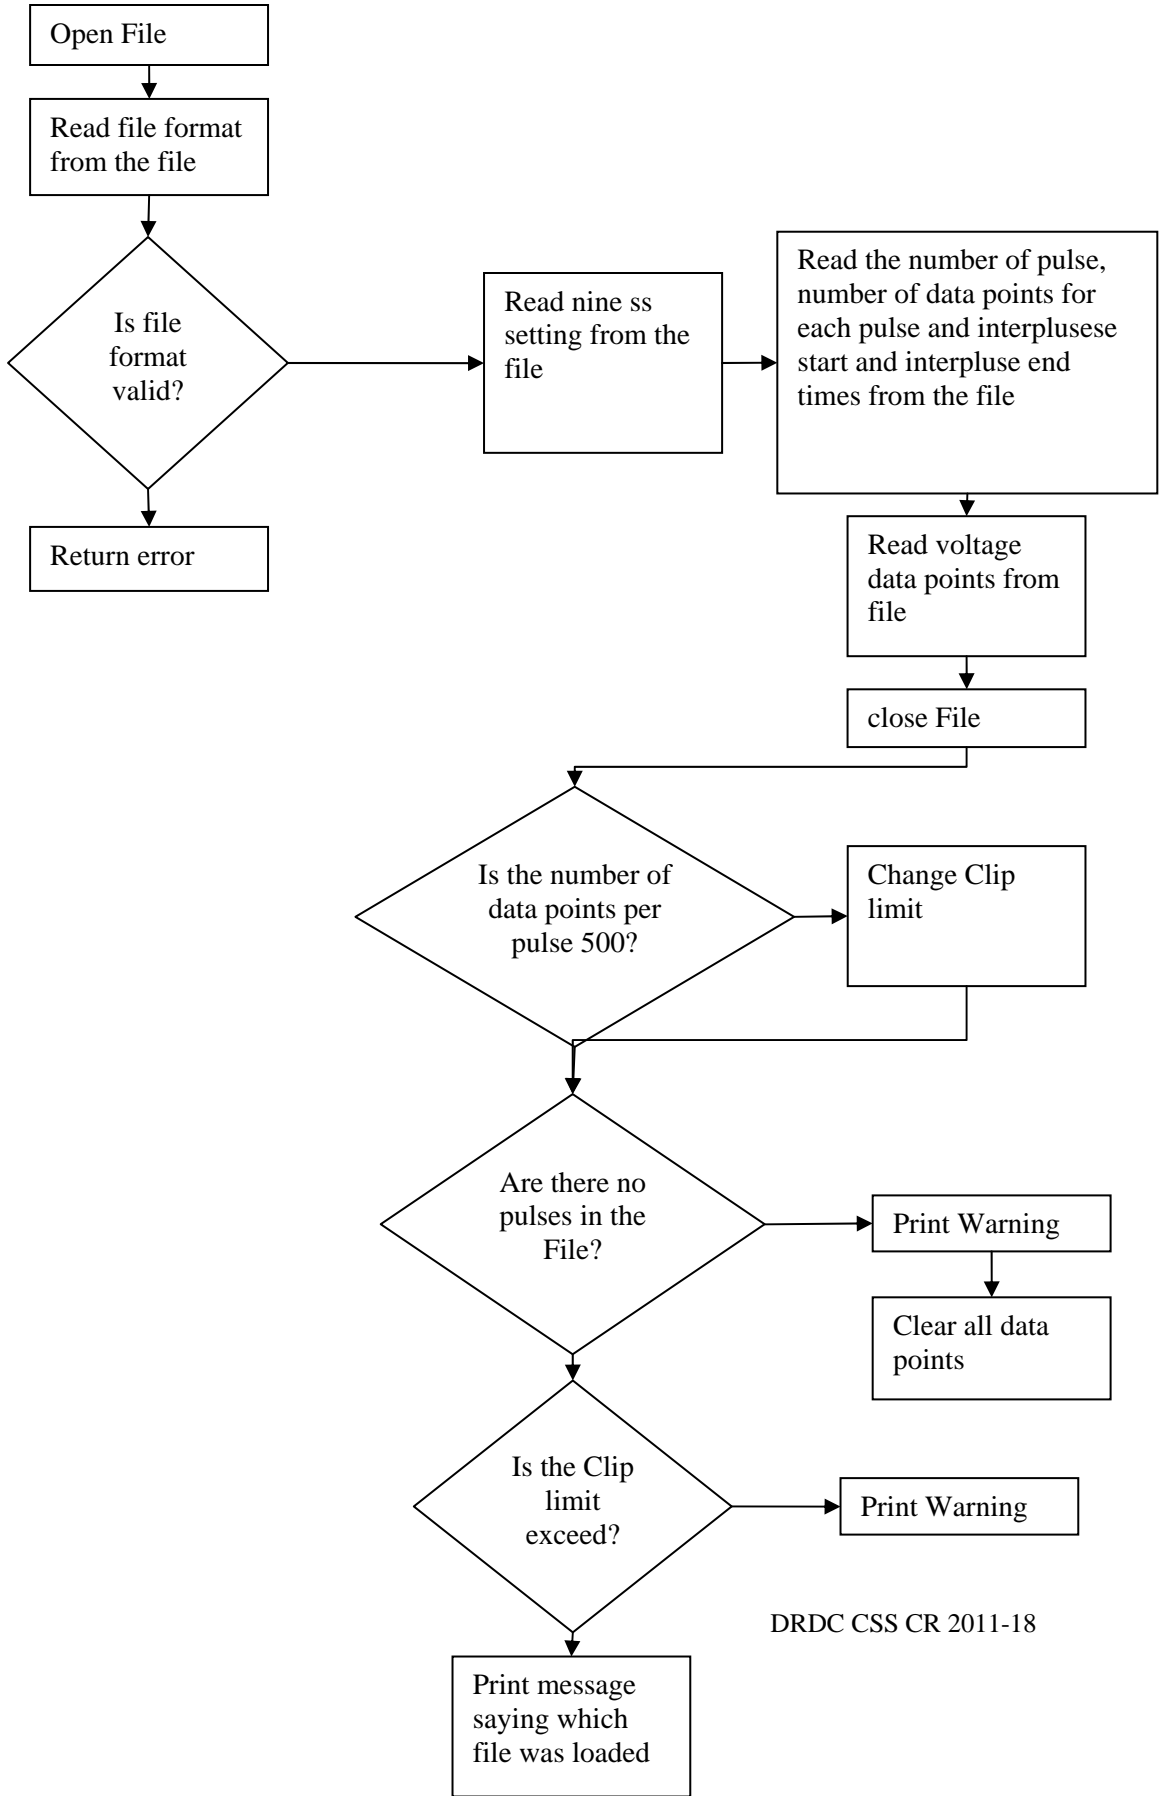 Open File
Read file format
from the file
Is file
format
valid?
Read nine ss
setting from the
file
Read the number of pulse,
number of data points for
each pulse and interplusese
start and interpluse end
times from the file
Return error
Read voltage
data points from
file
close File
Is the number of
data points per
pulse 500?
Change Clip
limit
Are there no
pulses in the
File?
Print Warning
Clear all data
points
Is the Clip
limit
exceed?
Print Warning
DRDC CSS CR 2011-18
Print message
saying which
file was loaded